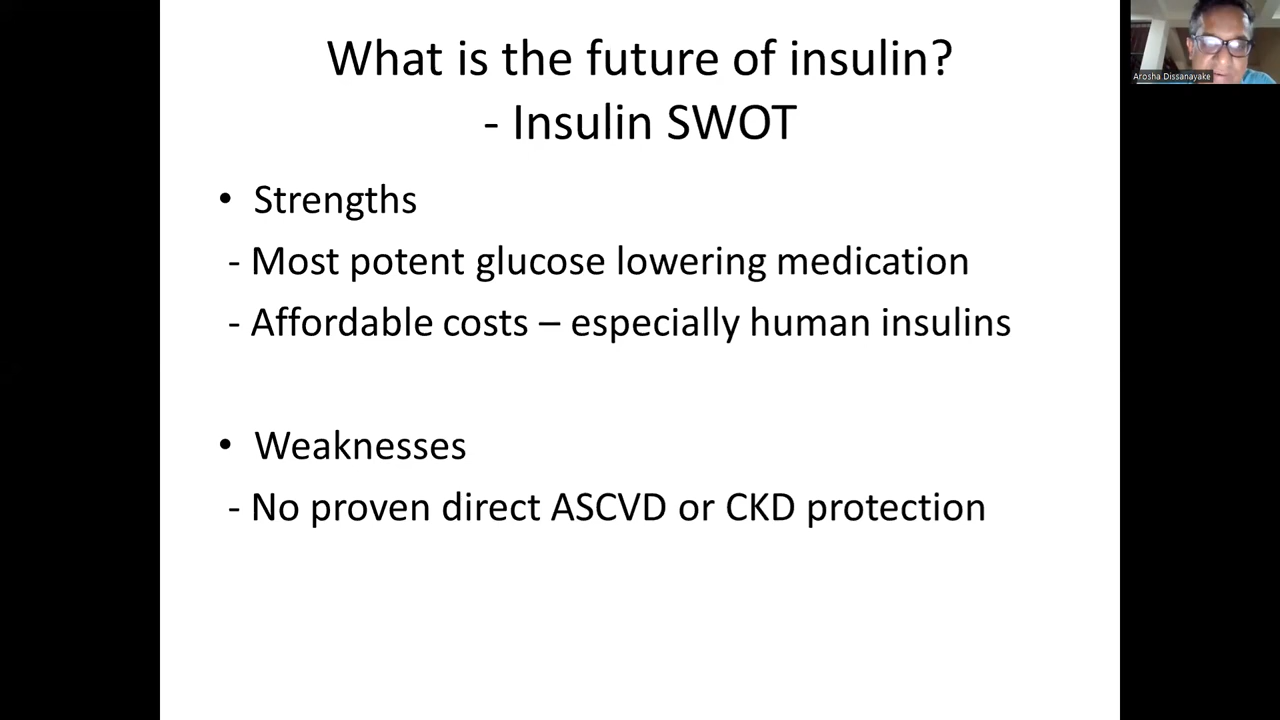 What is the future of insulin?
- Insulin SWOT
• Strengths
- Most potent glucose lowering medication
- Affordable costs – especially human insulins
• Weaknesses
- No proven direct ASCVD or CKD protection
Arosha Dissanayake